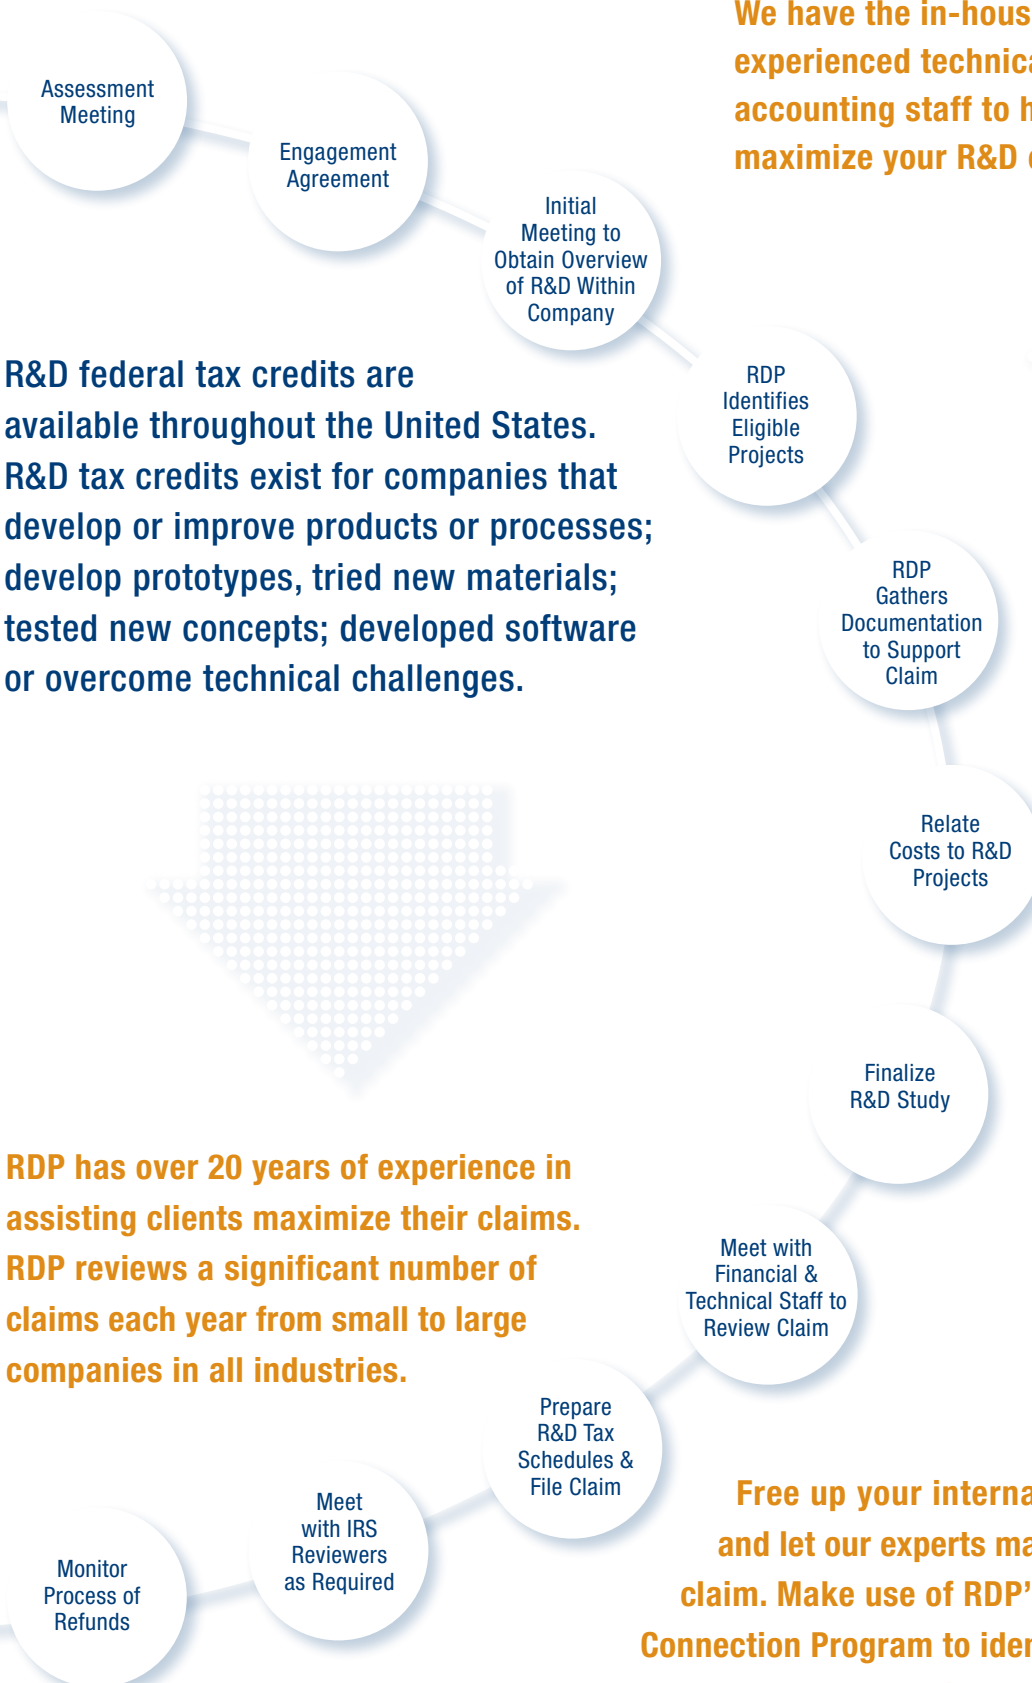 We have the in-hous
experienced technica
accounting staff to h
maximize your R&D
Assessment
Meeting
Engagement
Agreement
Initial
Meeting to
Obtain Overview
of R&D Within
Company
R&D federal tax credits are
available throughout the United States.
R&D tax credits exist for companies that
develop or improve products or processes;
develop prototypes, tried new materials;
tested new concepts; developed software
or overcome technical challenges.
RDP
Identifies
Eligible
Projects
RDP
Gathers
Documentation
to Support
Claim
Relate
Costs to R&D
Projects
Finalize
R&D Study
RDP has over 20 years of experience in
assisting clients maximize their claims.
RDP reviews a significant number of
claims each year from small to large
companies in all industries.
Meet with
Financial &
Technical Staff to
Review Claim
Prepare
R&D Tax
Schedules &
File Claim
Meet
with IRS
Reviewers
as Required
Monitor
Process of
Refunds
Free up your interna
and let our experts ma
claim. Make use of RDP'
Connection Program to iden